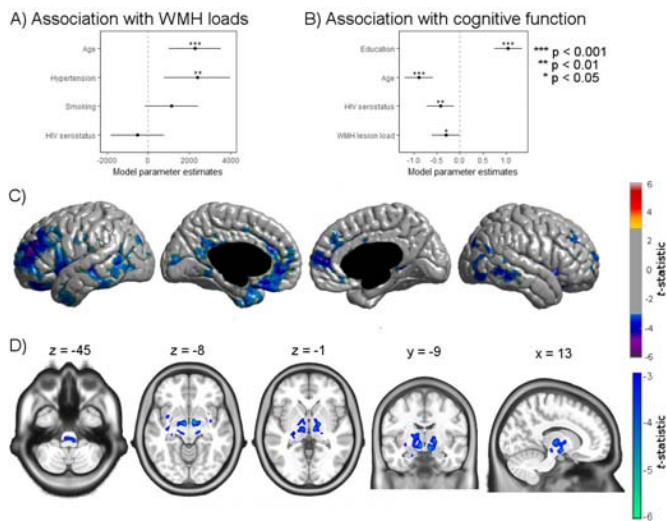 A) Association with WMH loads
Age
***
Hypertension
**
Smoking
HIV serostatus
-2000 0 2000 4000
Model parameter estimates
B) Association with cognitive function
Education
***
Age
***
HIV serostatus
**
WMH lesion load
*
-1.0 -0.5 0.0 0.5 1.0
Model parameter estimates
*** p < 0.001
** p < 0.01
* p < 0.05
C)
6
4
2
0
-2
-4
-6
t-statistic
D)
z = -45
z = -8
z = -1
y = -9
x = 13
-3
-4
-5
-6
t-statistic